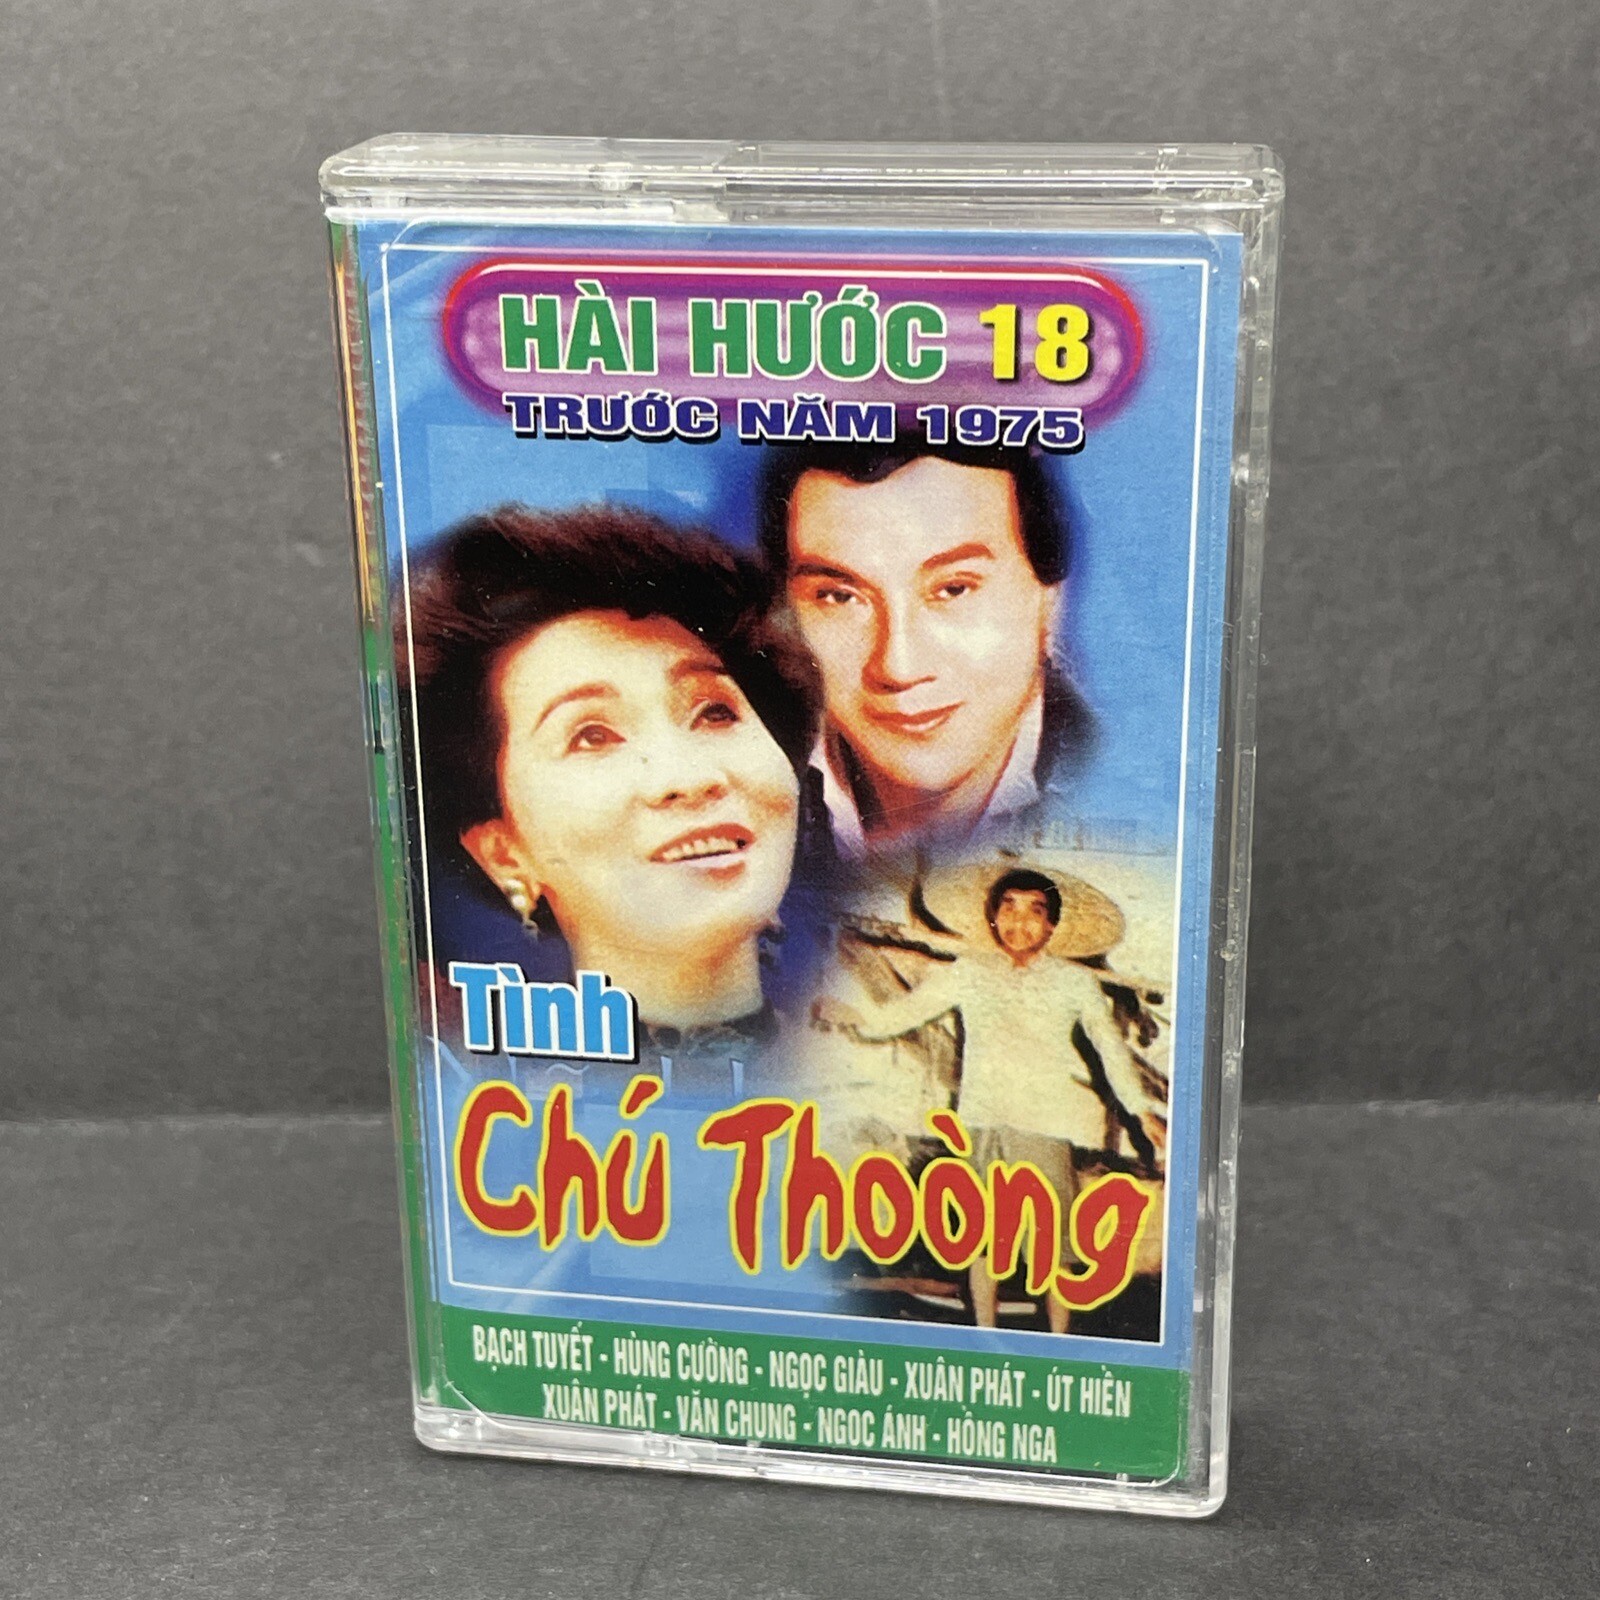 HÀI HƯỚC 18
TRƯỚC NĂM 1975
Tình
Chú Thoòng
BẠCH TUYẾT - HÙNG CƯỜNG - NGỌC GIÀU - XUÂN PHÁT - ÚT HIỀN
XUÂN PHÁT - VĂN CHUNG - NGỌC ÁNH - HỒNG NGA